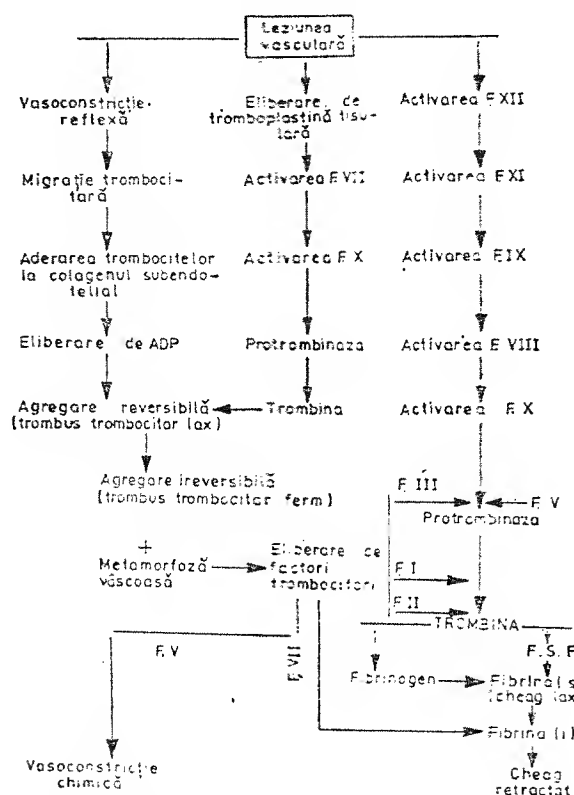 Leziunea
vasculară
Vasoconstricție
reflexă
Migrație tromboci-
tară
Aderarea trombocitelor
la colagenul subendo-
telial
Eliberare de ADP
Agregare reversibilă
(trombus trombocitar lax)
Agregare ireversibilă
(trombus trombocitar ferm)
+
Metamorfoză
vâscoasă
Eliberare de
tromboplastină tisu-
lară
Activarea F.VII
Activarea F.X
Protrombinaza
Trombina
Eliberare de
factori
trombocitari
Activarea F.XII
Activarea F.XI
Activarea F.IX
Activarea F.VIII
Activarea F.X
F.III
F.V
Protrombinaza
F.I
F.II
TROMBINA
F.V
F.VII
F.S.F
Fibrinogen
Fibrina (s
(cheag lax
Fibrina (i)
Vasoconstricție
chimică
Cheag
retractat